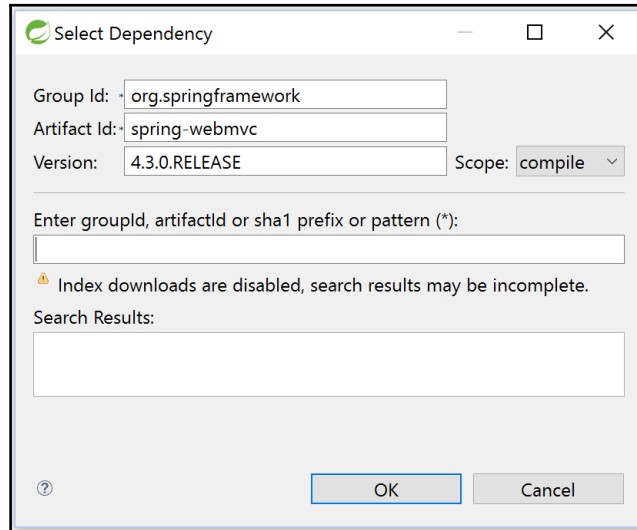 Select Dependency
Group Id: * org.springframework
Artifact Id:* spring-webmvc
Version: 4.3.0.RELEASE Scope: compile
Enter groupId, artifactId or sha1 prefix or pattern (*):
Index downloads are disabled, search results may be incomplete.
Search Results:
OK Cancel